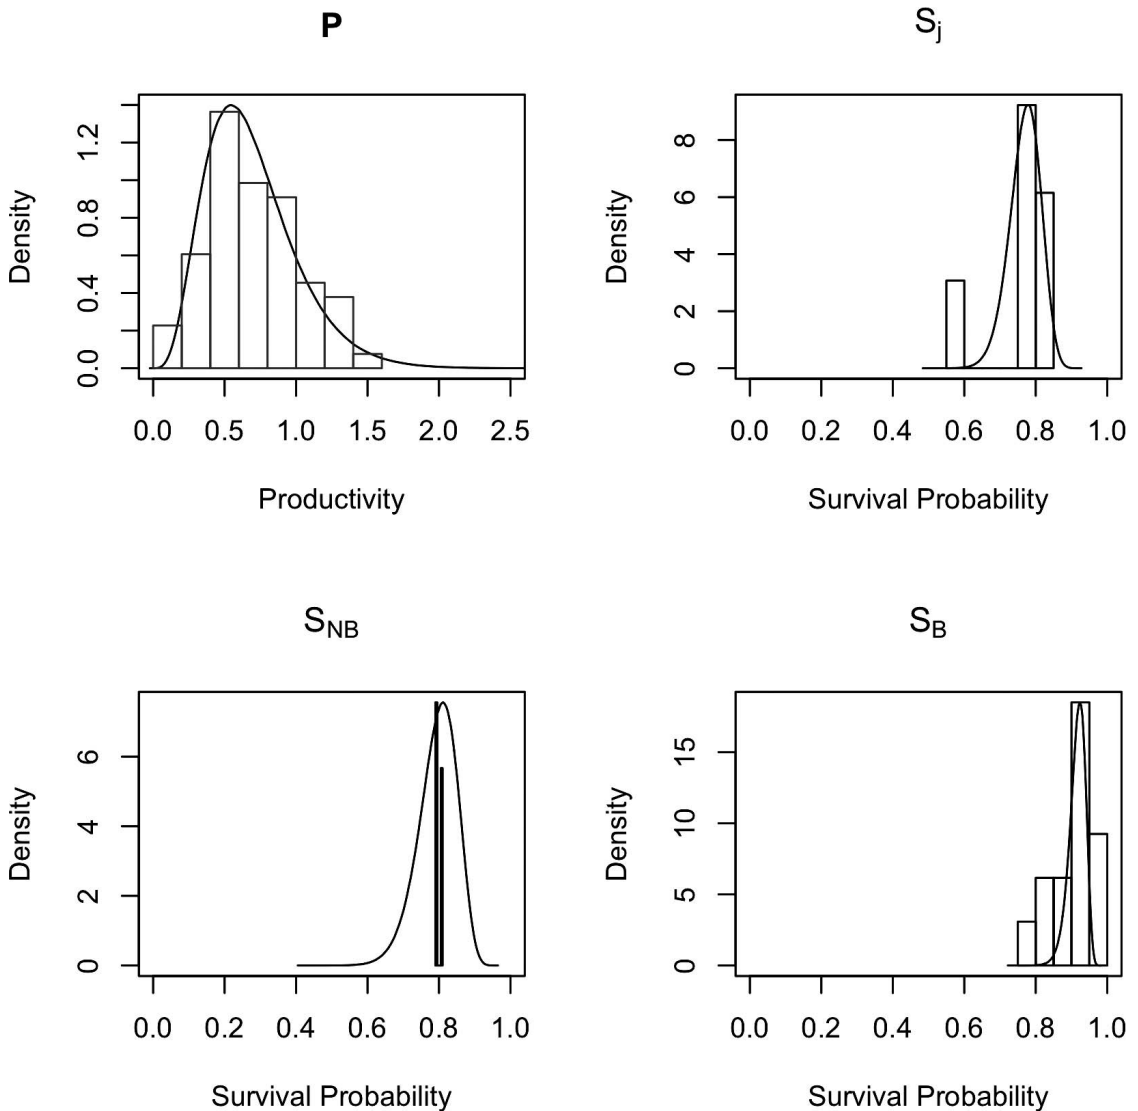 P
Density
0.0 0.4 0.8 1.2
0.0 0.5 1.0 1.5 2.0 2.5
Productivity
Sj
Density
0 2 4 6 8
0.0 0.2 0.4 0.6 0.8 1.0
Survival Probability
SNB
Density
0 2 4 6
0.0 0.2 0.4 0.6 0.8 1.0
Survival Probability
SB
Density
0 5 10 15
0.0 0.2 0.4 0.6 0.8 1.0
Survival Probability